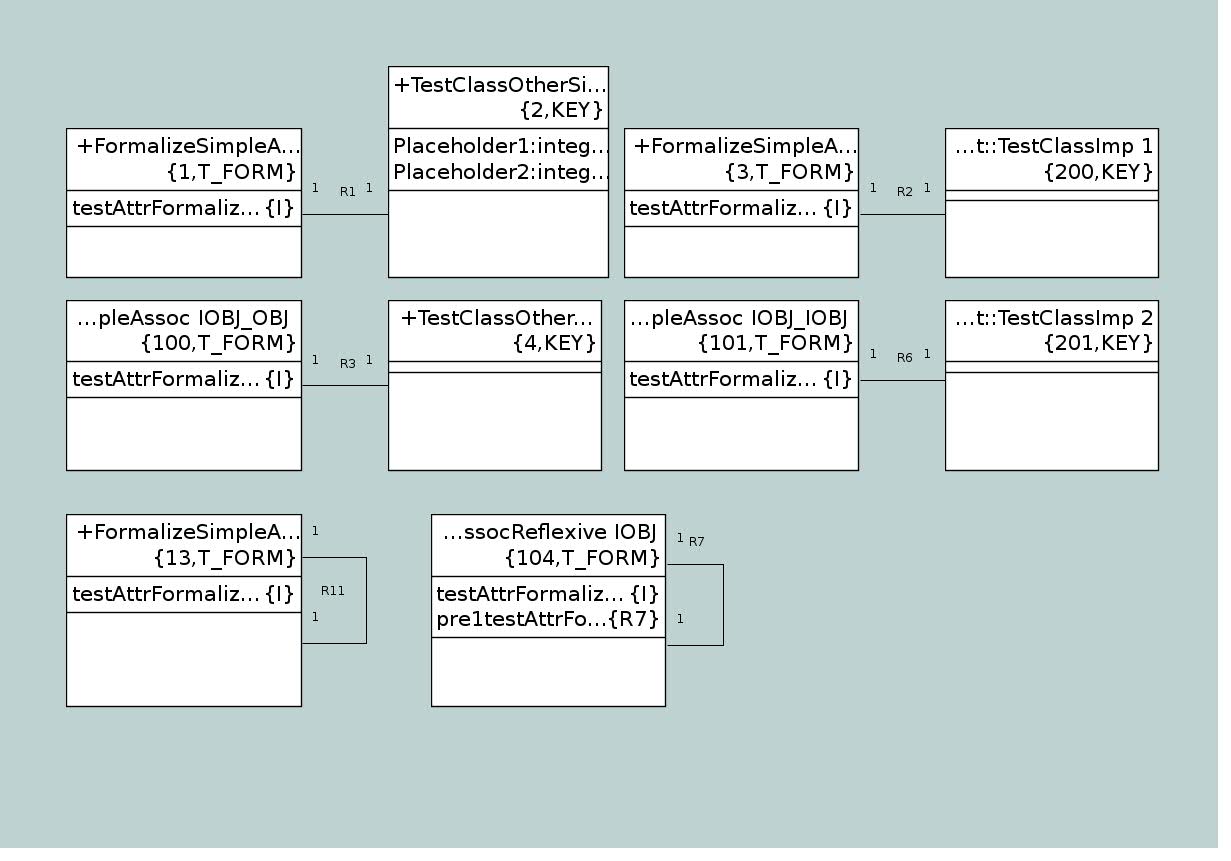 +TestClassOtherSi...
{2,KEY}
Placeholder1:integ...
Placeholder2:integ...
+FormalizeSimpleA...
{1,T_FORM}
testAttrFormaliz... {I}
1 R1 1
+FormalizeSimpleA...
{3,T_FORM}
testAttrFormaliz... {I}
1 R2 1
...t::TestClassImp 1
{200,KEY}
...pleAssoc IOBJ_OBJ
{100,T_FORM}
testAttrFormaliz... {I}
1 R3 1
+TestClassOther...
{4,KEY}
...pleAssoc IOBJ_IOBJ
{101,T_FORM}
testAttrFormaliz... {I}
1 R6 1
...t::TestClassImp 2
{201,KEY}
+FormalizeSimpleA...
{13,T_FORM}
testAttrFormaliz... {I}
1
R11
1
...ssocReflexive IOBJ
{104,T_FORM}
testAttrFormaliz... {I}
pre1testAttrFo...{R7}
1 R7
1